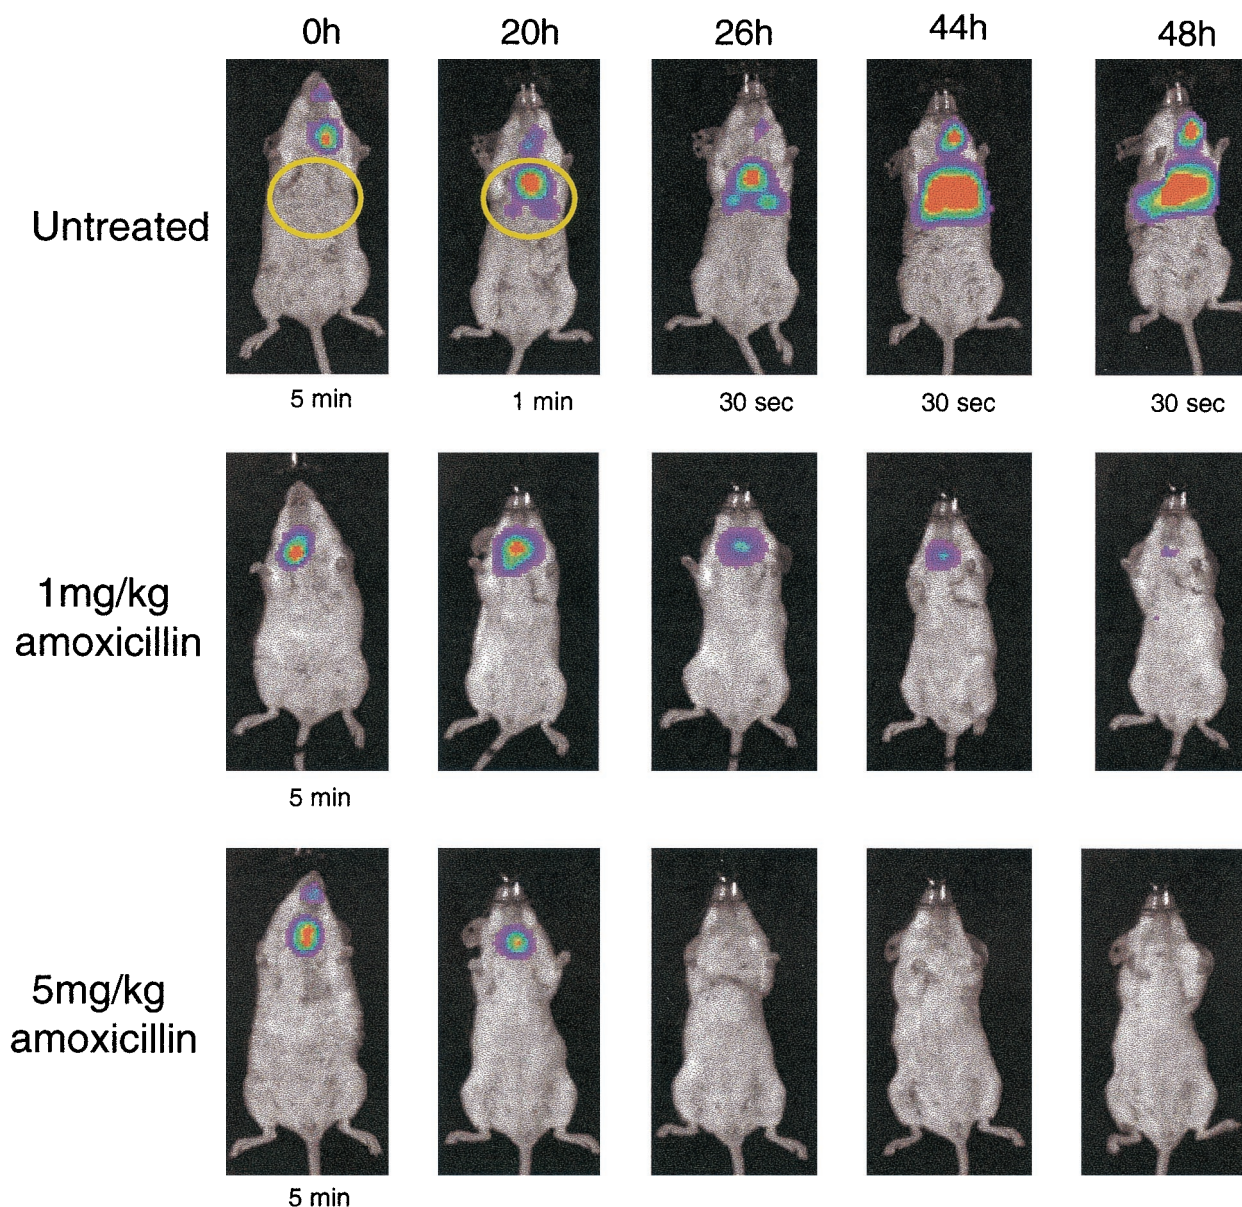 0h 20h 26h 44h 48h
Untreated
5 min 1 min 30 sec 30 sec 30 sec
1mg/kg
amoxicillin
5 min
5mg/kg
amoxicillin
5 min